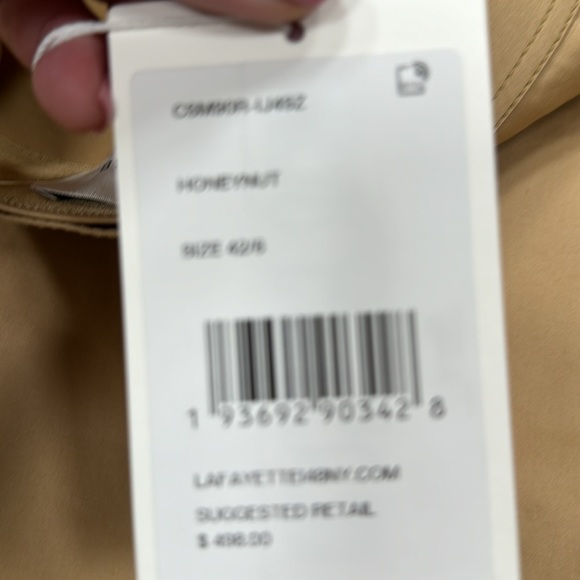 HONEYNUT
SIZE 42/6
1 93692 90342 8
LAFAYETTE148NY.COM
SUGGESTED RETAIL
$ 498.00